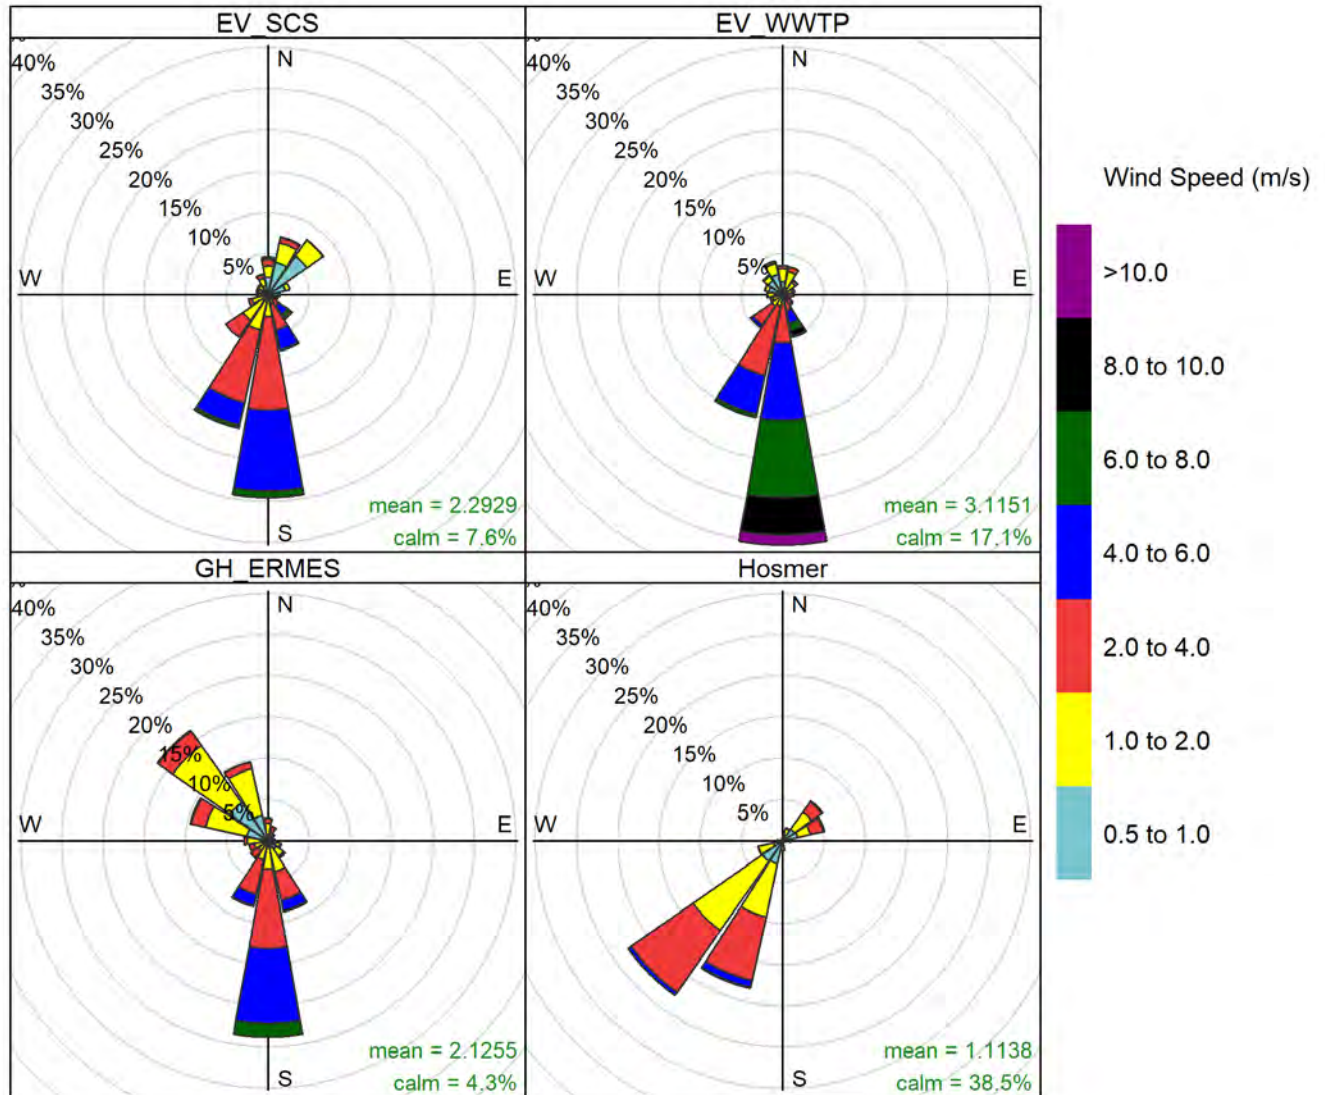 EV_SCS
40%
35%
30%
25%
20%
15%
10%
5%
N
W
E
S
mean = 2.2929
calm = 7.6%
EV_WWTP
40%
35%
30%
25%
20%
15%
10%
5%
N
W
E
mean = 3.1151
calm = 17.1%
GH_ERMES
40%
35%
30%
25%
20%
15%
10%
5%
N
W
E
S
mean = 2.1255
calm = 4.3%
Hosmer
40%
35%
30%
25%
20%
15%
10%
5%
N
W
E
S
mean = 1.1138
calm = 38.5%
Wind Speed (m/s)
>10.0
8.0 to 10.0
6.0 to 8.0
4.0 to 6.0
2.0 to 4.0
1.0 to 2.0
0.5 to 1.0